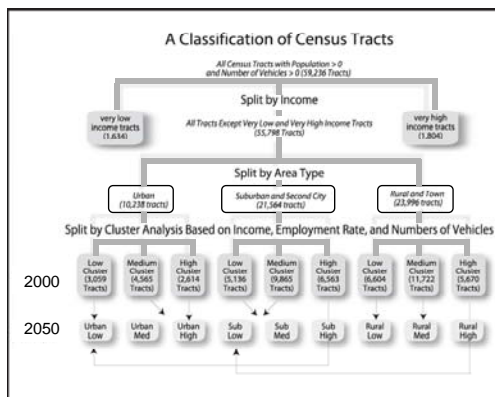 A Classification of Census Tracts
All Census Tracts with Population > 0
and Number of Vehicles > 0 (59,236 Tracts)
Split by Income
very low
income tracts
(1,634)
All Tracts Except Very Low and Very High Income Tracts
(55,798 Tracts)
very high
income tracts
(1,804)
Split by Area Type
Urban
(10,238 tracts)
Suburban and Second City
(21,564 tracts)
Rural and Town
(23,996 tracts)
Split by Cluster Analysis Based on Income, Employment Rate, and Numbers of Vehicles
2000
Low
Cluster
(3,059
Tracts)
Medium
Cluster
(4,565
Tracts)
High
Cluster
(2,614
Tracts)
Low
Cluster
(5,136
Tracts)
Medium
Cluster
(9,865
Tracts)
High
Cluster
(6,563
Tracts)
Low
Cluster
(6,604
Tracts)
Medium
Cluster
(11,722
Tracts)
High
Cluster
(5,670
Tracts)
2050
Urban
Low
Urban
Med
Urban
High
Sub
Low
Sub
Med
Sub
High
Rural
Low
Rural
Med
Rural
High